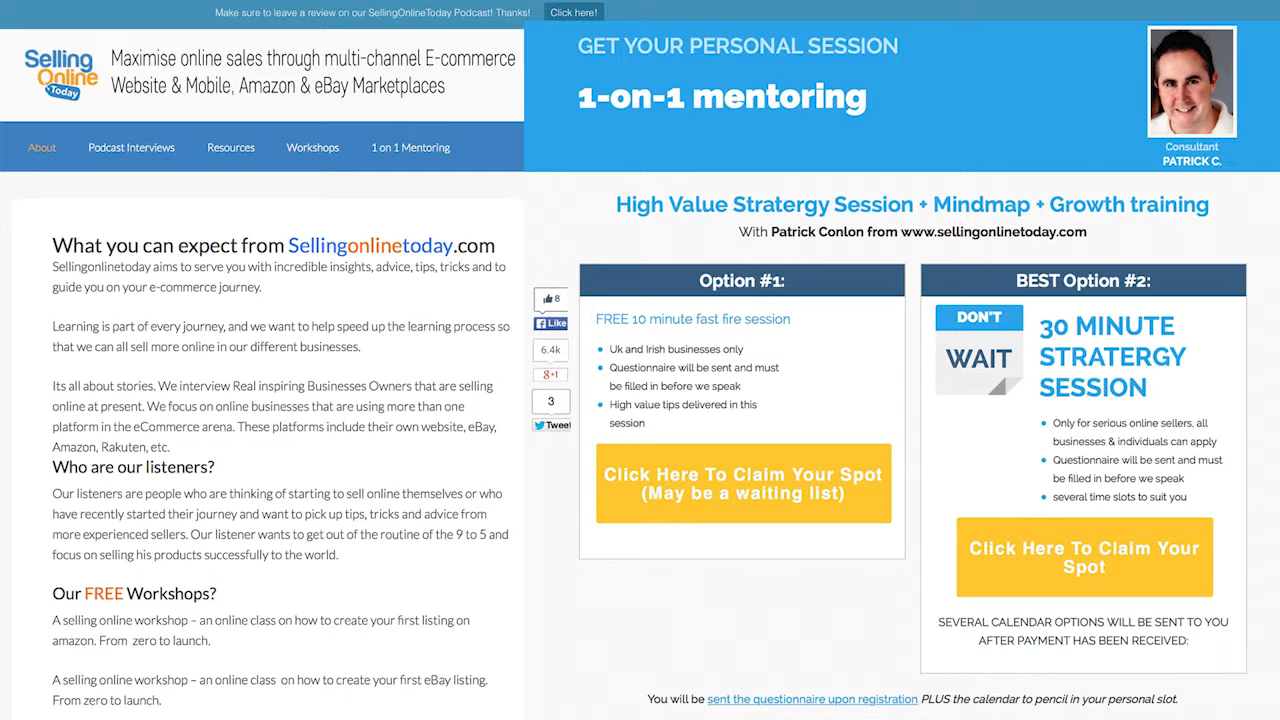 Make sure to leave a review on our SellingOnlineToday Podcast! Thanks!
Click here!
Selling
Online
Today
Maximise online sales through multi-channel E-commerce
Website & Mobile, Amazon & eBay Marketplaces
About
Podcast Interviews
Resources
Workshops
1 on 1 Mentoring
What you can expect from Sellingonlinetoday.com
Sellingonlinetoday aims to serve you with incredible insights, advice, tips, tricks and to
guide you on your e-commerce journey.
Learning is part of every journey, and we want to help speed up the learning process so
that we can all sell more online in our different businesses.
Its all about stories. We interview Real inspiring Businesses Owners that are selling
online at present. We focus on online businesses that are using more than one
platform in the eCommerce arena. These platforms include their own website, eBay,
Amazon, Rakuten, etc.
Who are our listeners?
Our listeners are people who are thinking of starting to sell online themselves or who
have recently started their journey and want to pick up tips, tricks and advice from
more experienced sellers. Our listener wants to get out of the routine of the 9 to 5 and
focus on selling his products successfully to the world.
Our FREE Workshops?
A selling online workshop – an online class on how to create your first listing on
amazon. From zero to launch.
A selling online workshop – an online class on how to create your first eBay listing.
From zero to launch.
8
Like
6.4k
+1
3
Tweet
GET YOUR PERSONAL SESSION
1-on-1 mentoring
Consultant
PATRICK C.
High Value Stratergy Session + Mindmap + Growth training
With Patrick Conlon from www.sellingonlinetoday.com
Option #1:
FREE 10 minute fast fire session
Uk and Irish businesses only
Questionnaire will be sent and must
be filled in before we speak
High value tips delivered in this
session
Click Here To Claim Your Spot
(May be a waiting list)
BEST Option #2:
DON'T
WAIT
30 MINUTE
STRATERGY
SESSION
Only for serious online sellers, all
businesses & individuals can apply
Questionnaire will be sent and must
be filled in before we speak
several time slots to suit you
Click Here To Claim Your
Spot
SEVERAL CALENDAR OPTIONS WILL BE SENT TO YOU
AFTER PAYMENT HAS BEEN RECEIVED:
You will be sent the questionnaire upon registration PLUS the calendar to pencil in your personal slot.